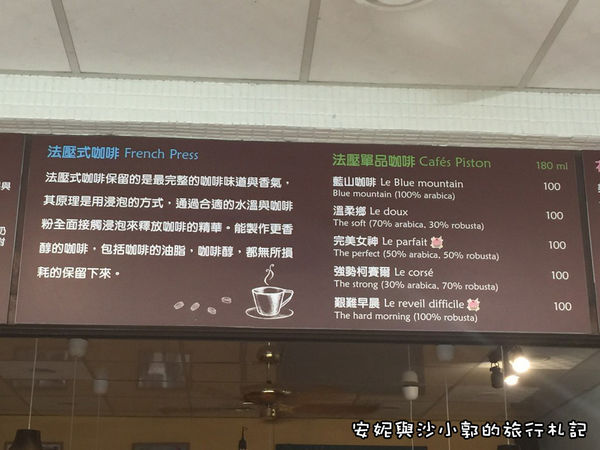 法壓式咖啡 French Press
法壓式咖啡保留的是最完整的咖啡味道與香氣，
其原理是用浸泡的方式，通過合適的水溫與咖啡
粉全面接觸浸泡來釋放咖啡的精華。能製作更香
醇的咖啡，包括咖啡的油脂，咖啡醇，都無所損
耗的保留下來。
法壓單品咖啡 Cafés Piston 180 ml
藍山咖啡 Le Blue mountain 100
Blue mountain (100% arabica)
溫柔鄉 Le doux 100
The soft (70% arabica, 30% robusta)
完美女神 Le parfait 100
The perfect (50% arabica, 50% robusta)
強勢柯賽爾 Le corsé 100
The strong (30% arabica, 70% robusta)
艱難早晨 Le reveil difficile 100
The hard morning (100% robusta)
安妮與沙小郭的旅行札記